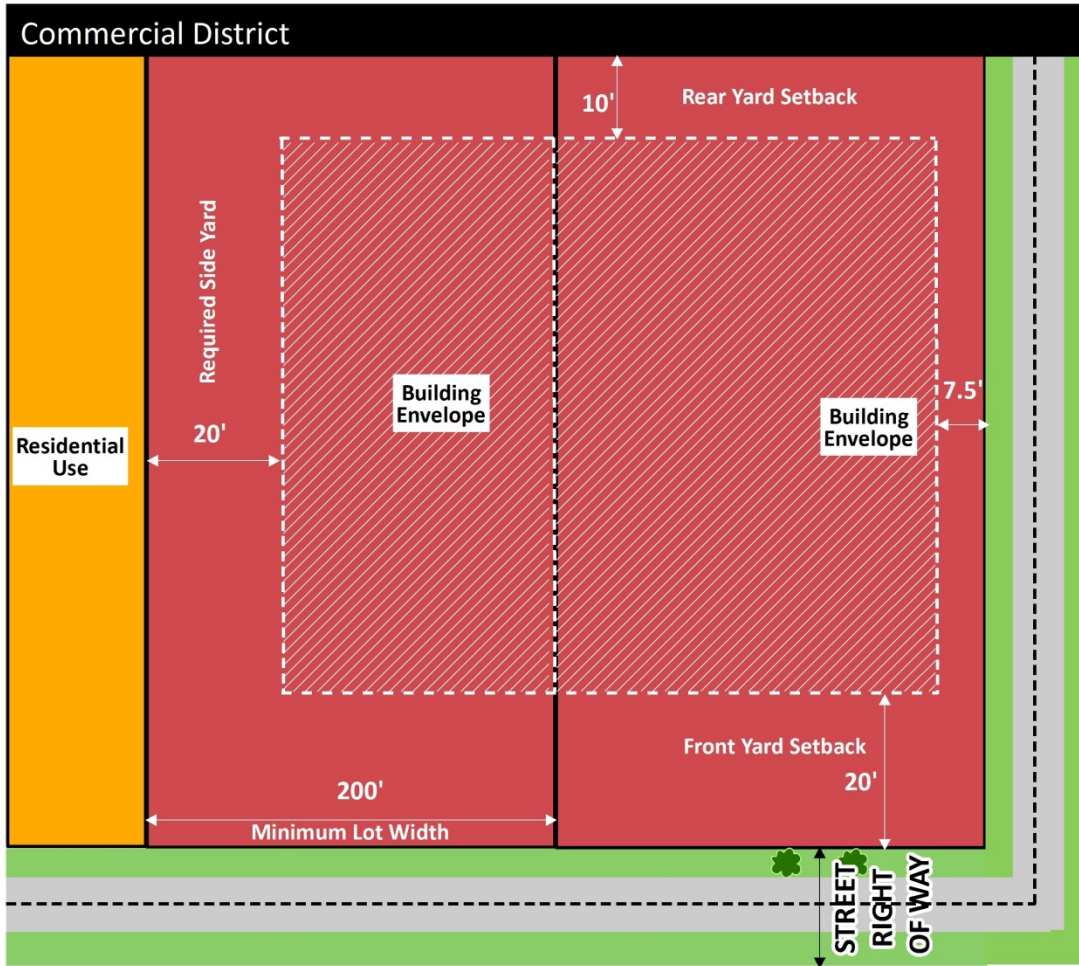 Commercial District
10'
Rear Yard Setback
Required Side Yard
20'
Residential
Use
Building
Envelope
7.5'
Building
Envelope
Front Yard Setback
20'
200'
Minimum Lot Width
STREET
RIGHT
OF WAY